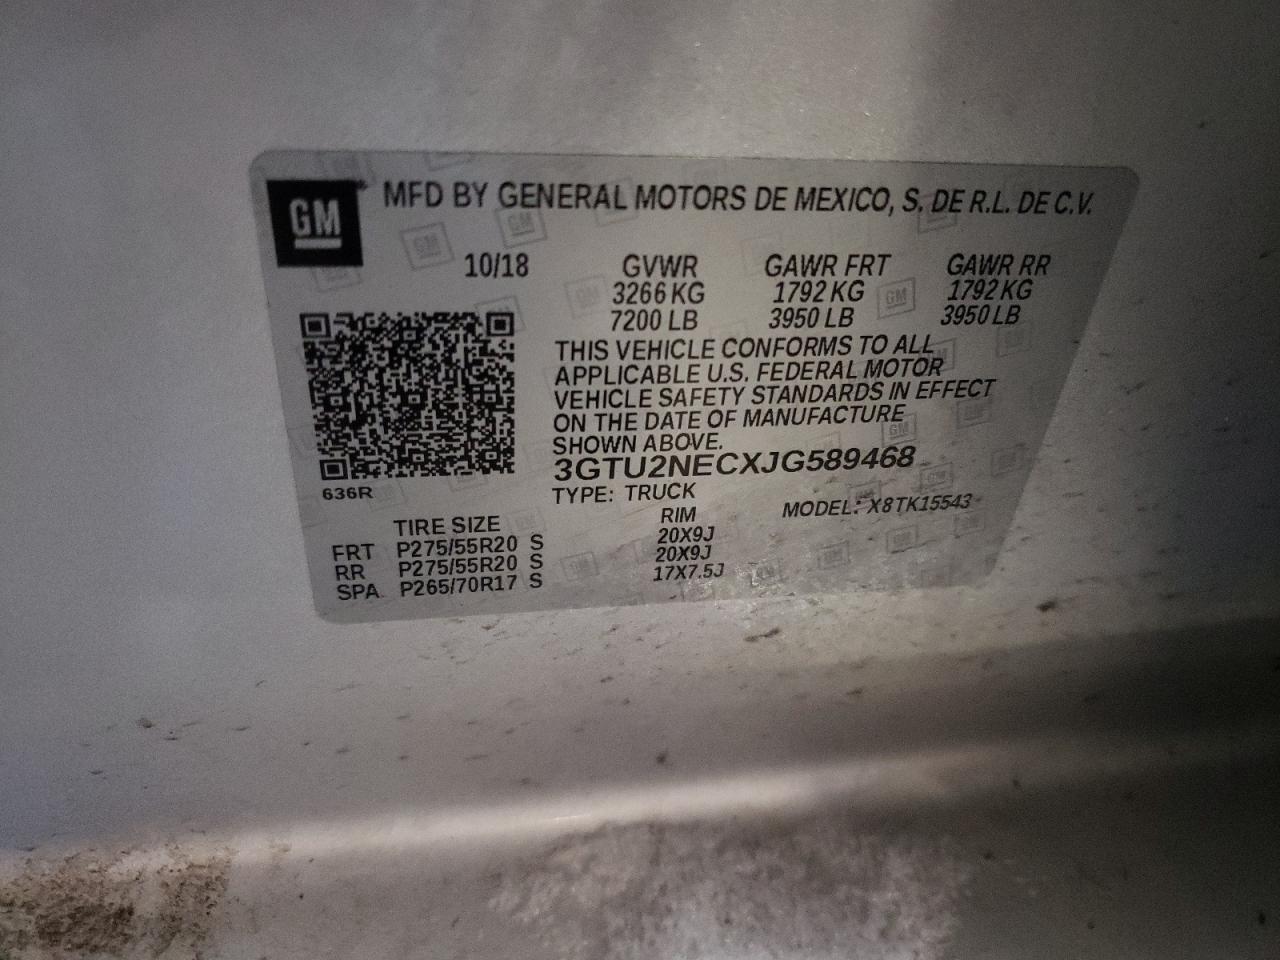 GM
MFD BY GENERAL MOTORS DE MEXICO, S. DE R.L. DE C.V.
10/18 GVWR GAWR FRT GAWR RR
3266 KG 1792 KG 1792 KG
7200 LB 3950 LB 3950 LB
THIS VEHICLE CONFORMS TO ALL
APPLICABLE U.S. FEDERAL MOTOR
VEHICLE SAFETY STANDARDS IN EFFECT
ON THE DATE OF MANUFACTURE
SHOWN ABOVE.
3GTU2NECXJG589468
636R
TYPE: TRUCK MODEL: X8TK15543
TIRE SIZE RIM
FRT P275/55R20 S 20X9J
RR P275/55R20 S 20X9J
SPA P265/70R17 S 17X7.5J